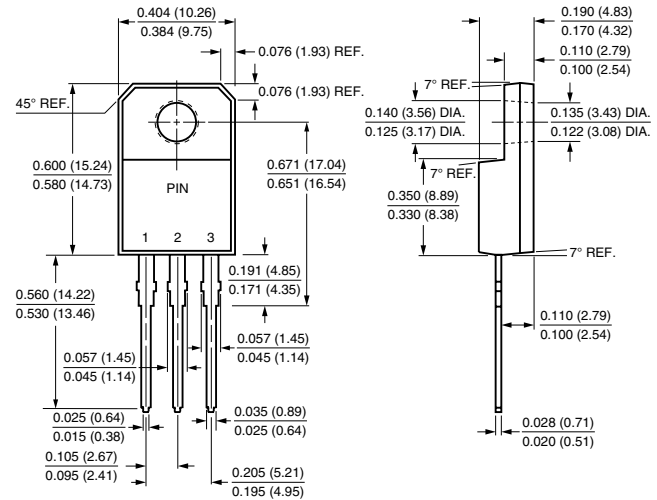 0.404 (10.26)
0.384 (9.75)
0.076 (1.93) REF.
0.076 (1.93) REF.
45° REF.
0.600 (15.24)
0.580 (14.73)
0.671 (17.04)
0.651 (16.54)
PIN
1 2 3
0.191 (4.85)
0.171 (4.35)
0.560 (14.22)
0.530 (13.46)
0.057 (1.45)
0.045 (1.14)
0.057 (1.45)
0.045 (1.14)
0.025 (0.64)
0.015 (0.38)
0.035 (0.89)
0.025 (0.64)
0.105 (2.67)
0.095 (2.41)
0.205 (5.21)
0.195 (4.95)
0.190 (4.83)
0.170 (4.32)
0.110 (2.79)
0.100 (2.54)
7° REF.
0.140 (3.56) DIA.
0.125 (3.17) DIA.
0.135 (3.43) DIA.
0.122 (3.08) DIA.
7° REF.
0.350 (8.89)
0.330 (8.38)
7° REF.
0.110 (2.79)
0.100 (2.54)
0.028 (0.71)
0.020 (0.51)